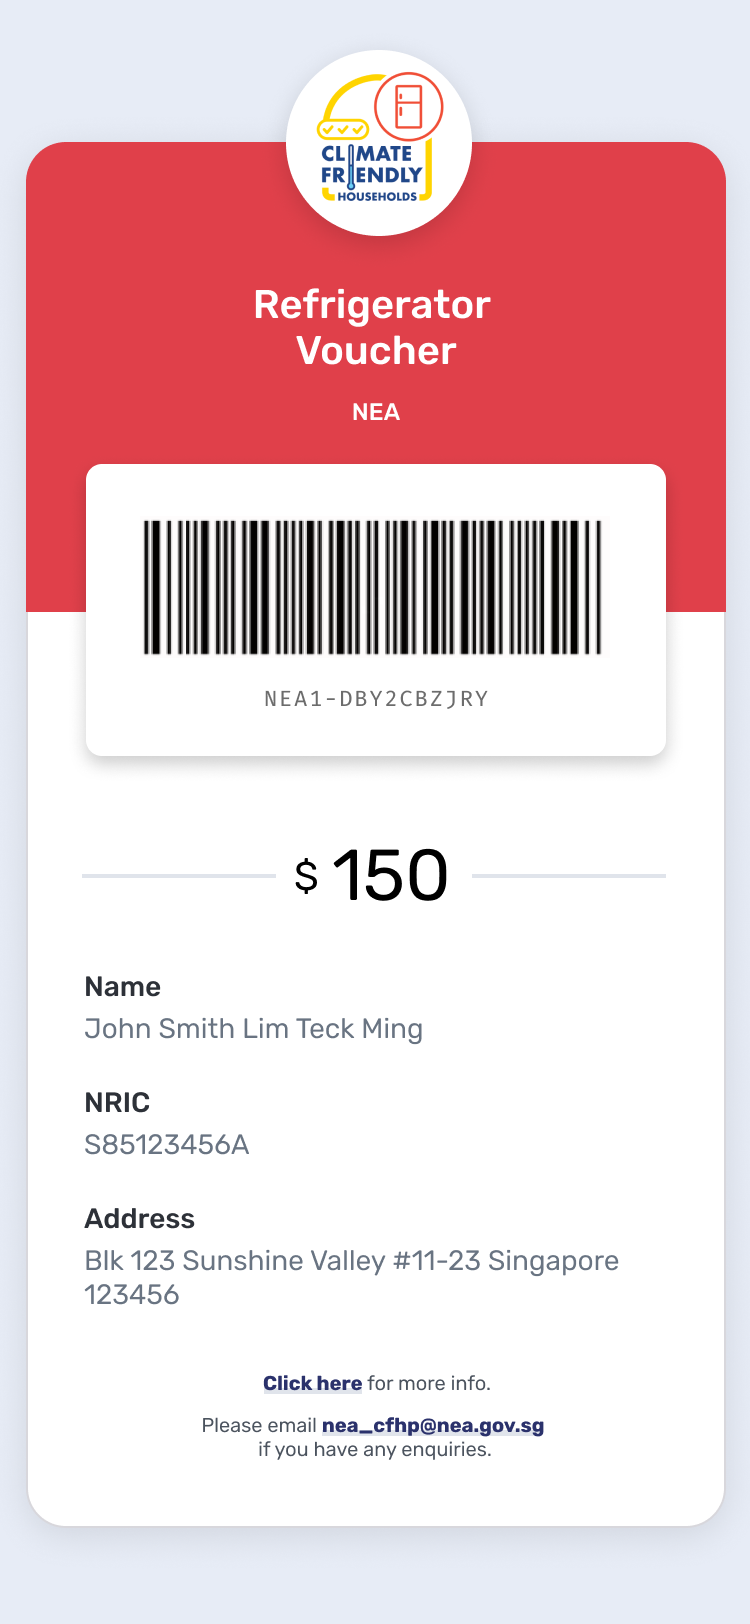 CLIMATE
FRIENDLY
HOUSEHOLDS
Refrigerator
Voucher
NEA
NEA1-DBY2CBZJRY
$ 150
Name
John Smith Lim Teck Ming
NRIC
S85123456A
Address
Blk 123 Sunshine Valley #11-23 Singapore
123456
Click here for more info.
Please email nea_cfhp@nea.gov.sg
if you have any enquiries.